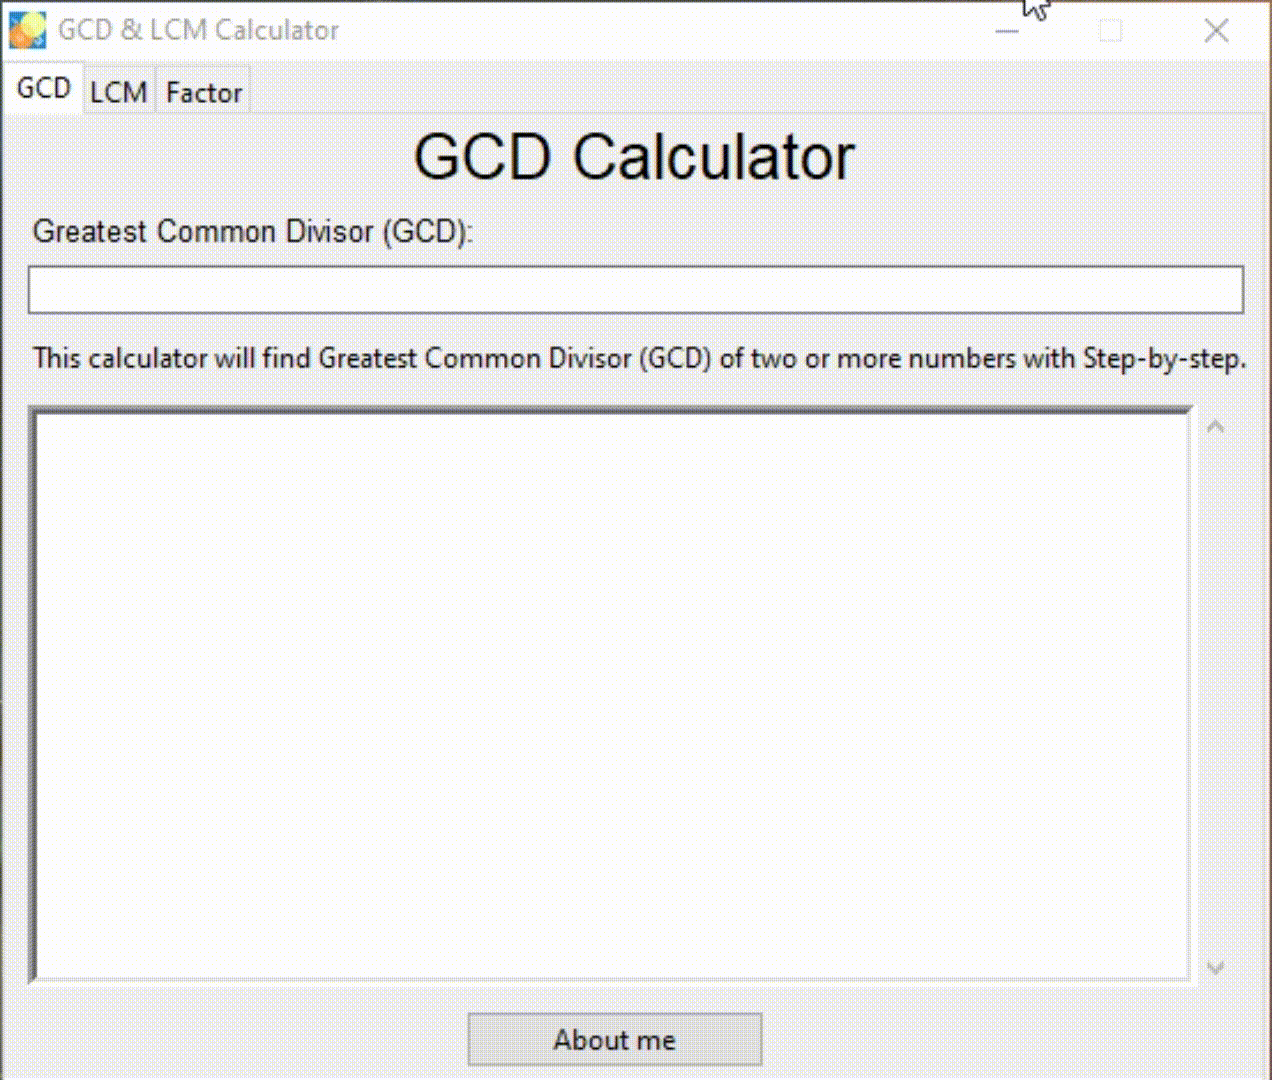 GCD & LCM Calculator
GCD LCM Factor
GCD Calculator
Greatest Common Divisor (GCD):
This calculator will find Greatest Common Divisor (GCD) of two or more numbers with Step-by-step.
About me